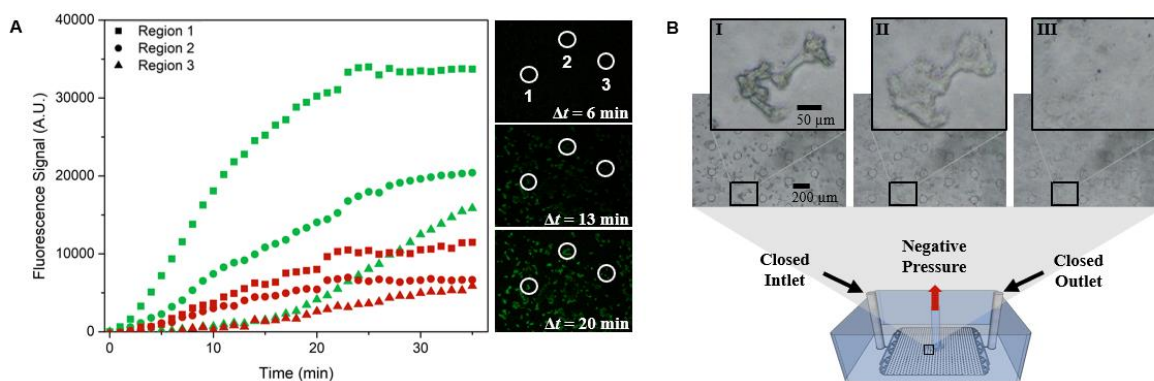 A
40000
30000
20000
10000
0
Fluorescence Signal (A.U.)
Region 1
Region 2
Region 3
0
10
20
30
Time (min)
2
1
3
Δt = 6 min
Δt = 13 min
Δt = 20 min
B
I
II
III
50 µm
200 µm
Closed
Inlet
Negative
Pressure
Closed
Outlet